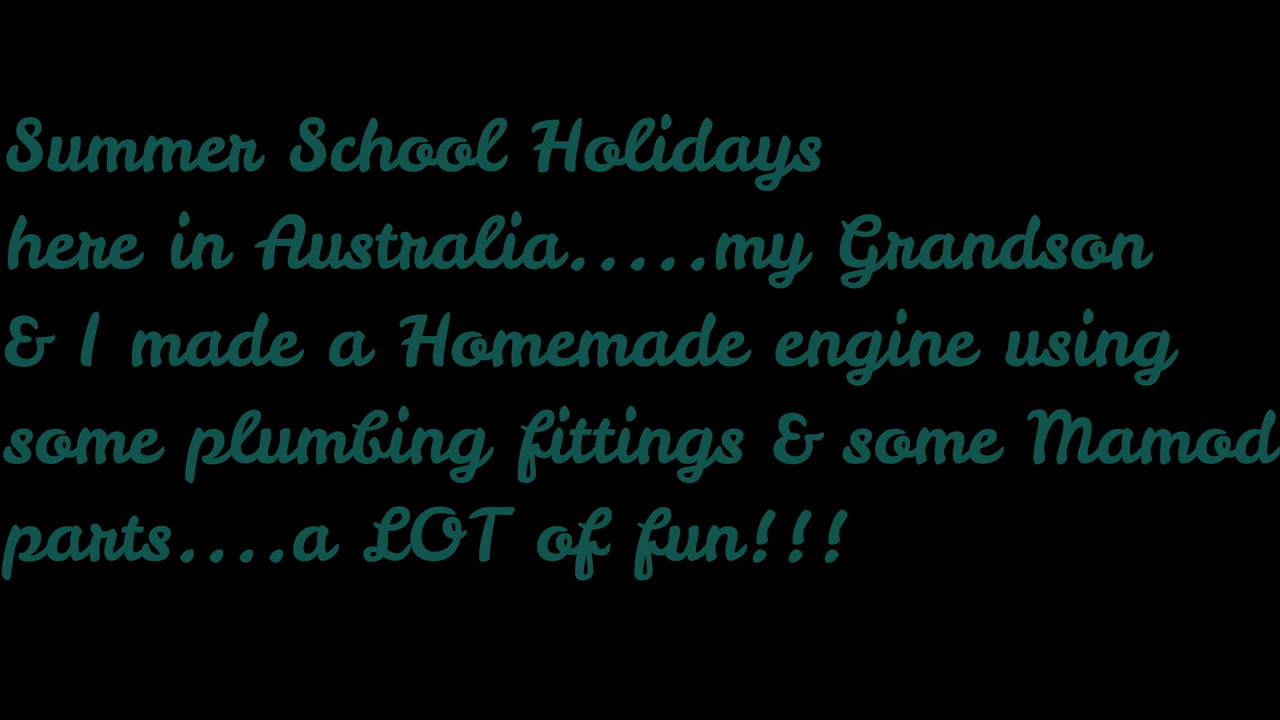 Summer School Holidays
here in Australia.....my Grandson
& I made a Homemade engine using
some plumbing fittings & some Mamod
parts....a LOT of fun!!!